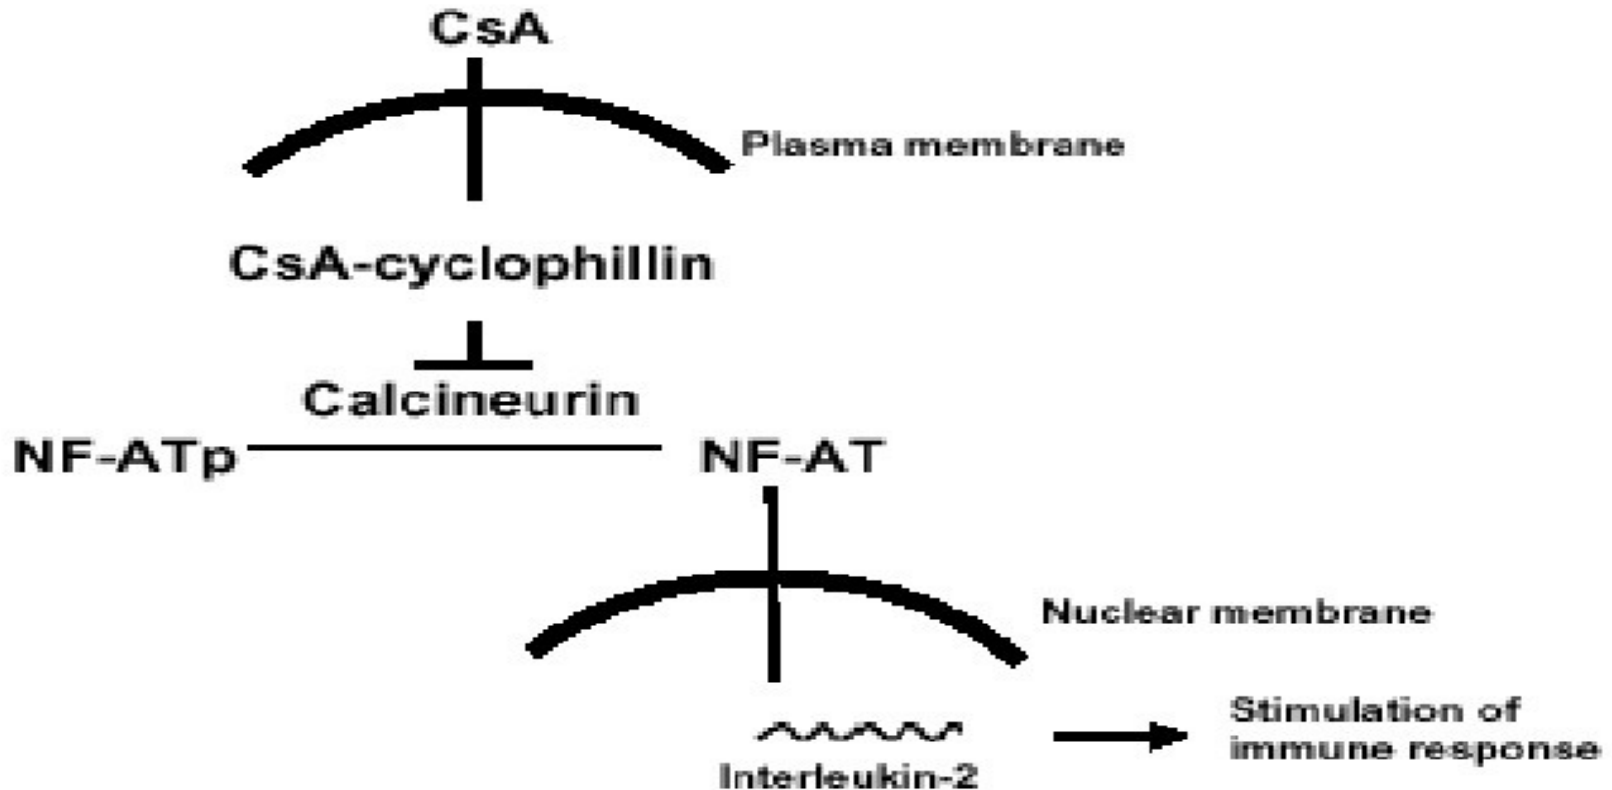 CsA
Plasma membrane
CsA-cyclophillin
Calcineurin
NF-ATp
NF-AT
Nuclear membrane
Stimulation of
immune response
Interleukin-2